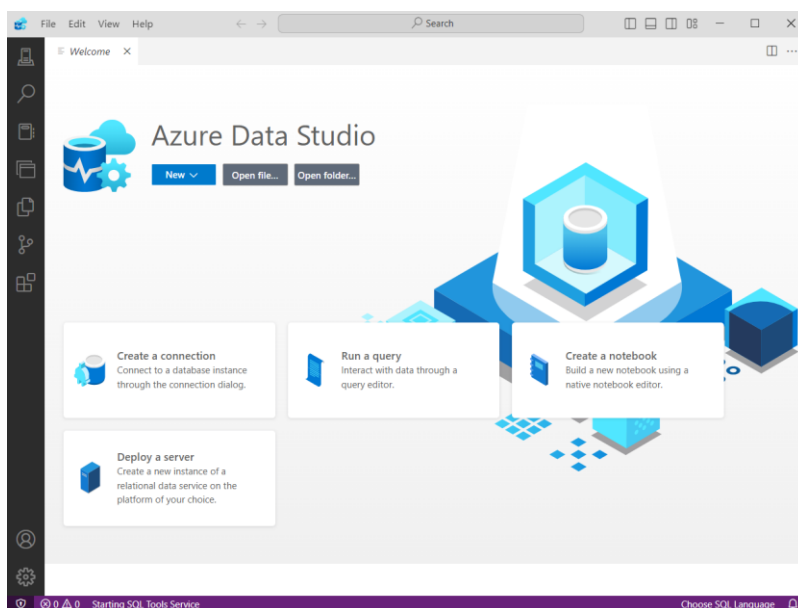 File Edit View Help
Search
Welcome
Azure Data Studio
New
Open file...
Open folder...
Create a connection
Connect to a database instance
through the connection dialog.
Run a query
Interact with data through a
query editor.
Create a notebook
Build a new notebook using a
native notebook editor.
Deploy a server
Create a new instance of a
relational data service on the
platform of your choice.
0 0 Starting SQL Tools Service
Choose SQL Language